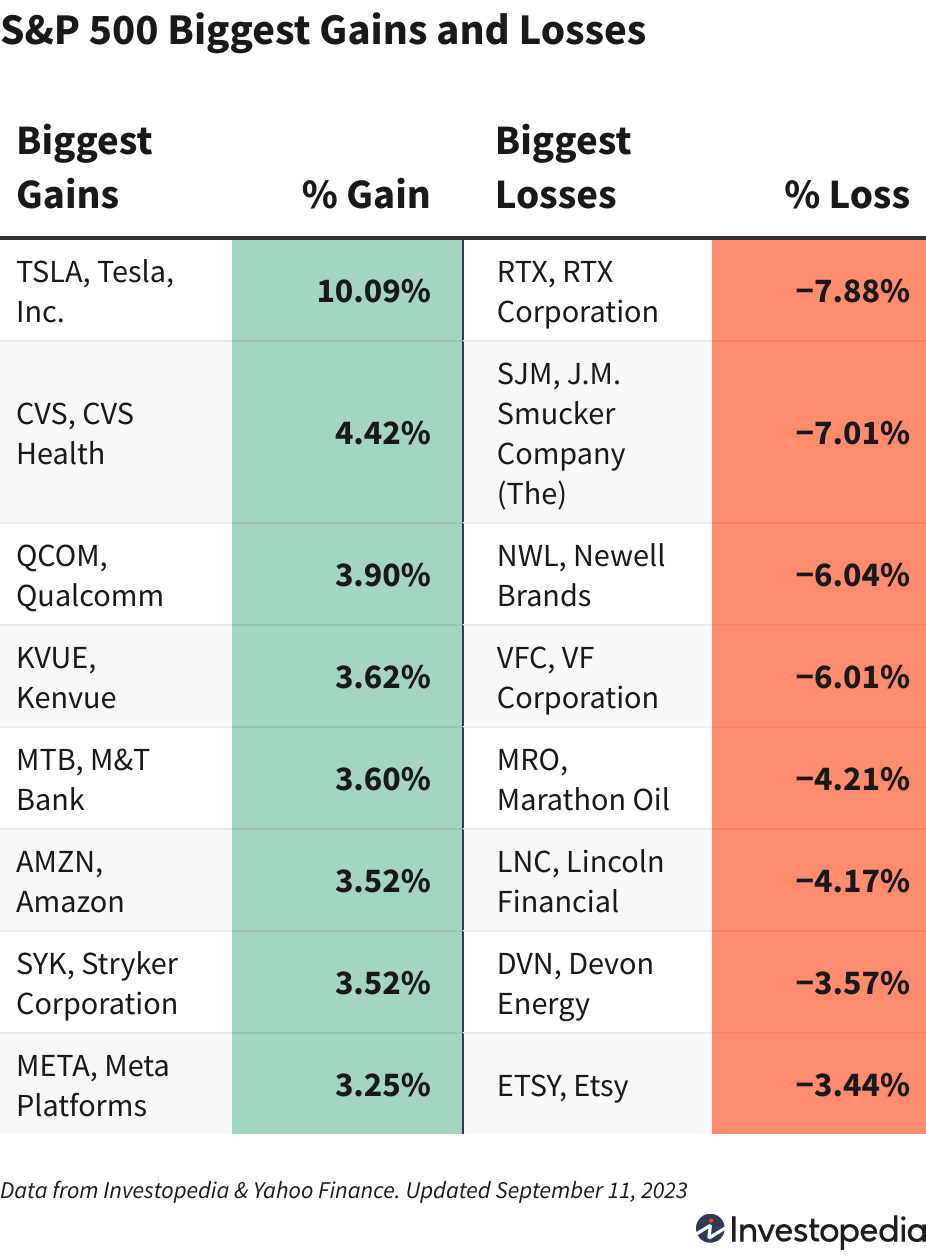 S&P 500 Biggest Gains and Losses
Biggest
Gains
% Gain
Biggest
Losses
% Loss
TSLA, Tesla,
Inc.
10.09%
RTX, RTX
Corporation
−7.88%
CVS, CVS
Health
4.42%
SJM, J.M.
Smucker
Company
(The)
−7.01%
QCOM,
Qualcomm
3.90%
NWL, Newell
Brands
−6.04%
KVUE,
Kenvue
3.62%
VFC, VF
Corporation
−6.01%
MTB, M&T
Bank
3.60%
MRO,
Marathon Oil
−4.21%
AMZN,
Amazon
3.52%
LNC, Lincoln
Financial
−4.17%
SYK, Stryker
Corporation
3.52%
DVN, Devon
Energy
−3.57%
META, Meta
Platforms
3.25%
ETSY, Etsy
−3.44%
Data from Investopedia & Yahoo Finance. Updated September 11, 2023
Investopedia